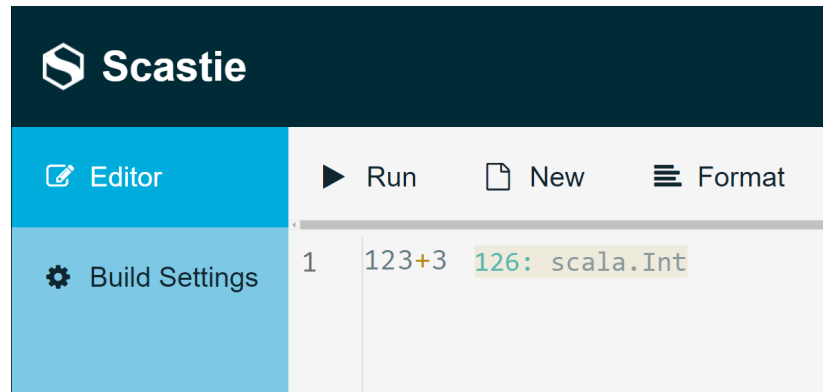 Scastie
Editor
Run New Format
Build Settings
1 123+3 126: scala.Int